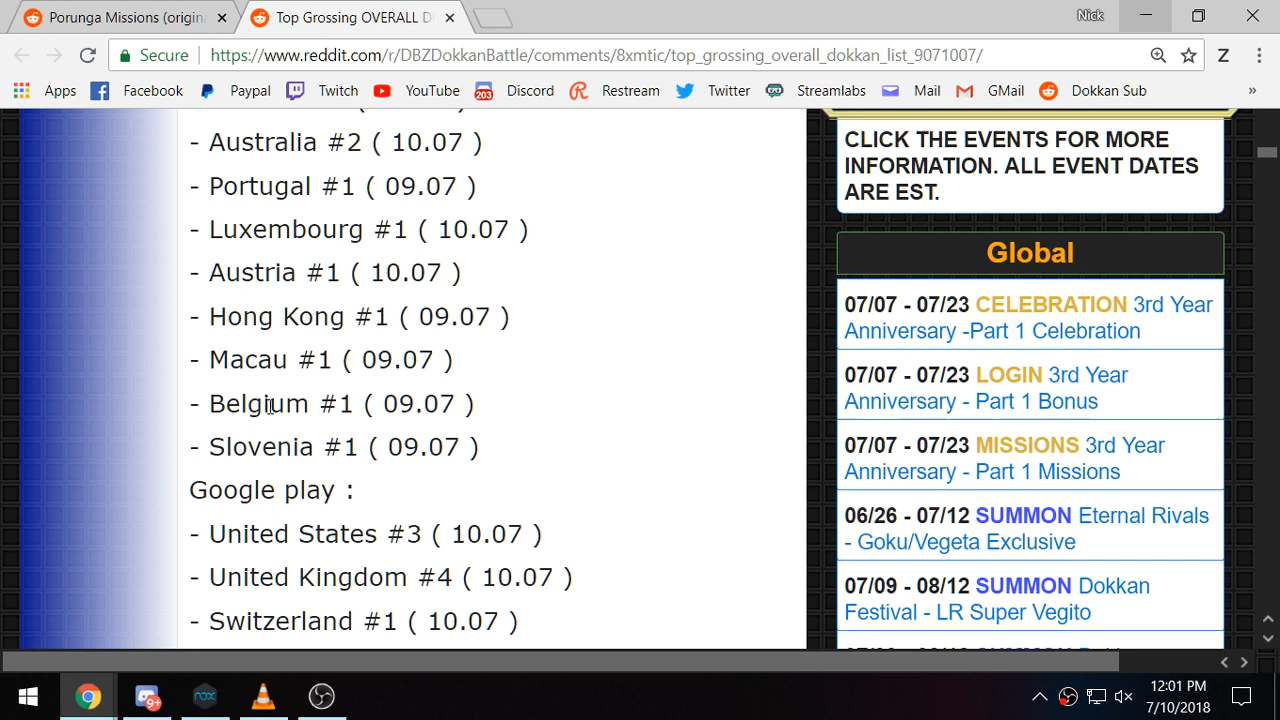 Porunga Missions (origina
Top Grossing OVERALL D
Nick
Secure
https://www.reddit.com/r/DBZDokkanBattle/comments/8xmtic/top_grossing_overall_dokkan_list_9071007/
Z
Apps
Facebook
Paypal
Twitch
YouTube
203
Discord
Restream
Twitter
Streamlabs
Mail
GMail
Dokkan Sub
- Australia #2 ( 10.07 )
- Portugal #1 ( 09.07 )
- Luxembourg #1 ( 10.07 )
- Austria #1 ( 10.07 )
- Hong Kong #1 ( 09.07 )
- Macau #1 ( 09.07 )
- Belgium #1 ( 09.07 )
- Slovenia #1 ( 09.07 )
Google play :
- United States #3 ( 10.07 )
- United Kingdom #4 ( 10.07 )
- Switzerland #1 ( 10.07 )
CLICK THE EVENTS FOR MORE
INFORMATION. ALL EVENT DATES
ARE EST.
Global
07/07 - 07/23 CELEBRATION 3rd Year
Anniversary -Part 1 Celebration
07/07 - 07/23 LOGIN 3rd Year
Anniversary - Part 1 Bonus
07/07 - 07/23 MISSIONS 3rd Year
Anniversary - Part 1 Missions
06/26 - 07/12 SUMMON Eternal Rivals
- Goku/Vegeta Exclusive
07/09 - 08/12 SUMMON Dokkan
Festival - LR Super Vegito
9+
nox
12:01 PM
7/10/2018